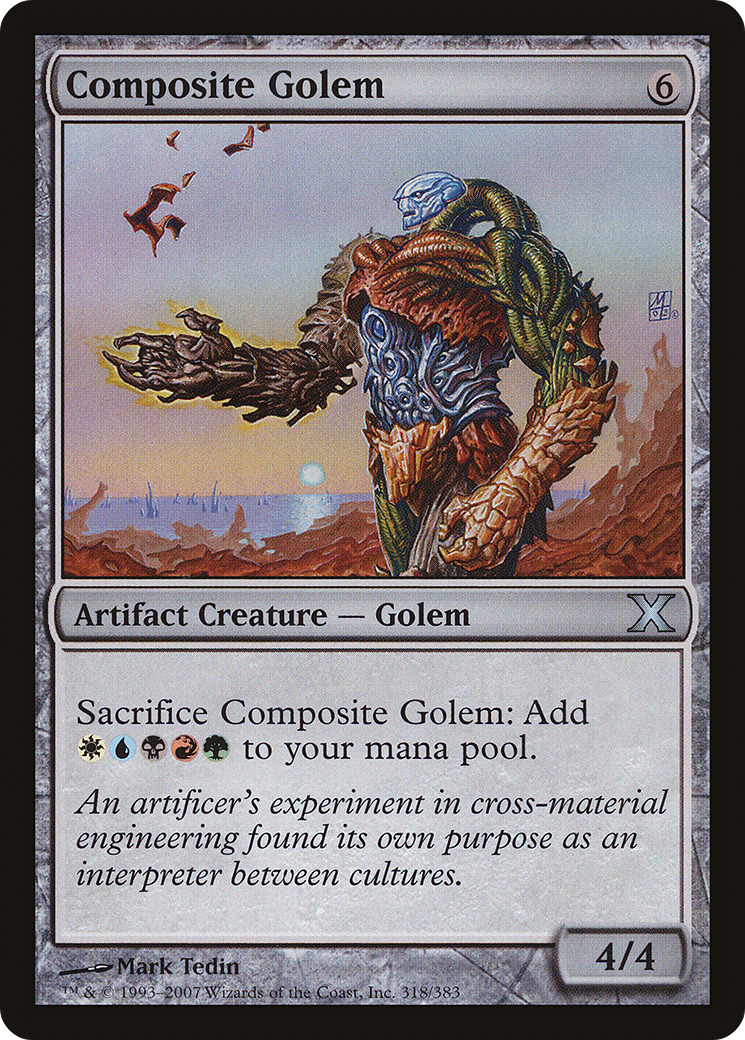 Composite Golem 6
Artifact Creature — Golem X
Sacrifice Composite Golem: Add
to your mana pool.
An artificer's experiment in cross-material
engineering found its own purpose as an
interpreter between cultures.
4/4
Mark Tedin
™ & © 1993–2007 Wizards of the Coast, Inc. 318/383